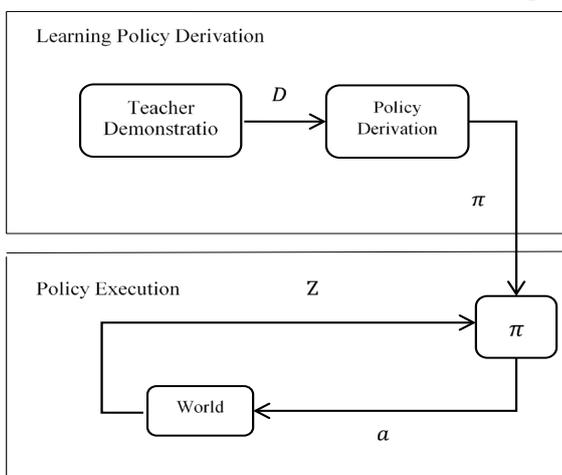 Learning Policy Derivation
Teacher
Demonstratio
D
Policy
Derivation
π
Policy Execution
Z
π
World
a